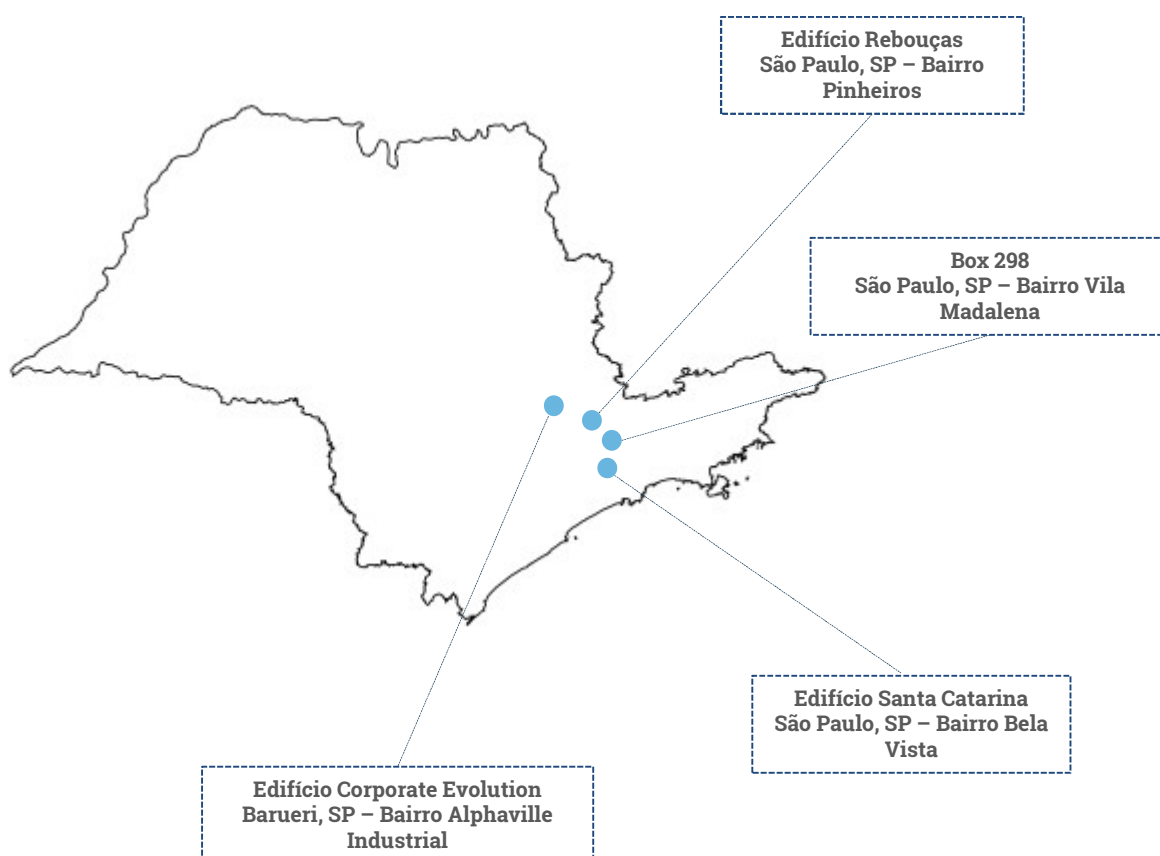 Edifício Rebouças
São Paulo, SP – Bairro
Pinheiros
Box 298
São Paulo, SP – Bairro Vila
Madalena
Edifício Santa Catarina
São Paulo, SP – Bairro Bela
Vista
Edifício Corporate Evolution
Barueri, SP – Bairro Alphaville
Industrial